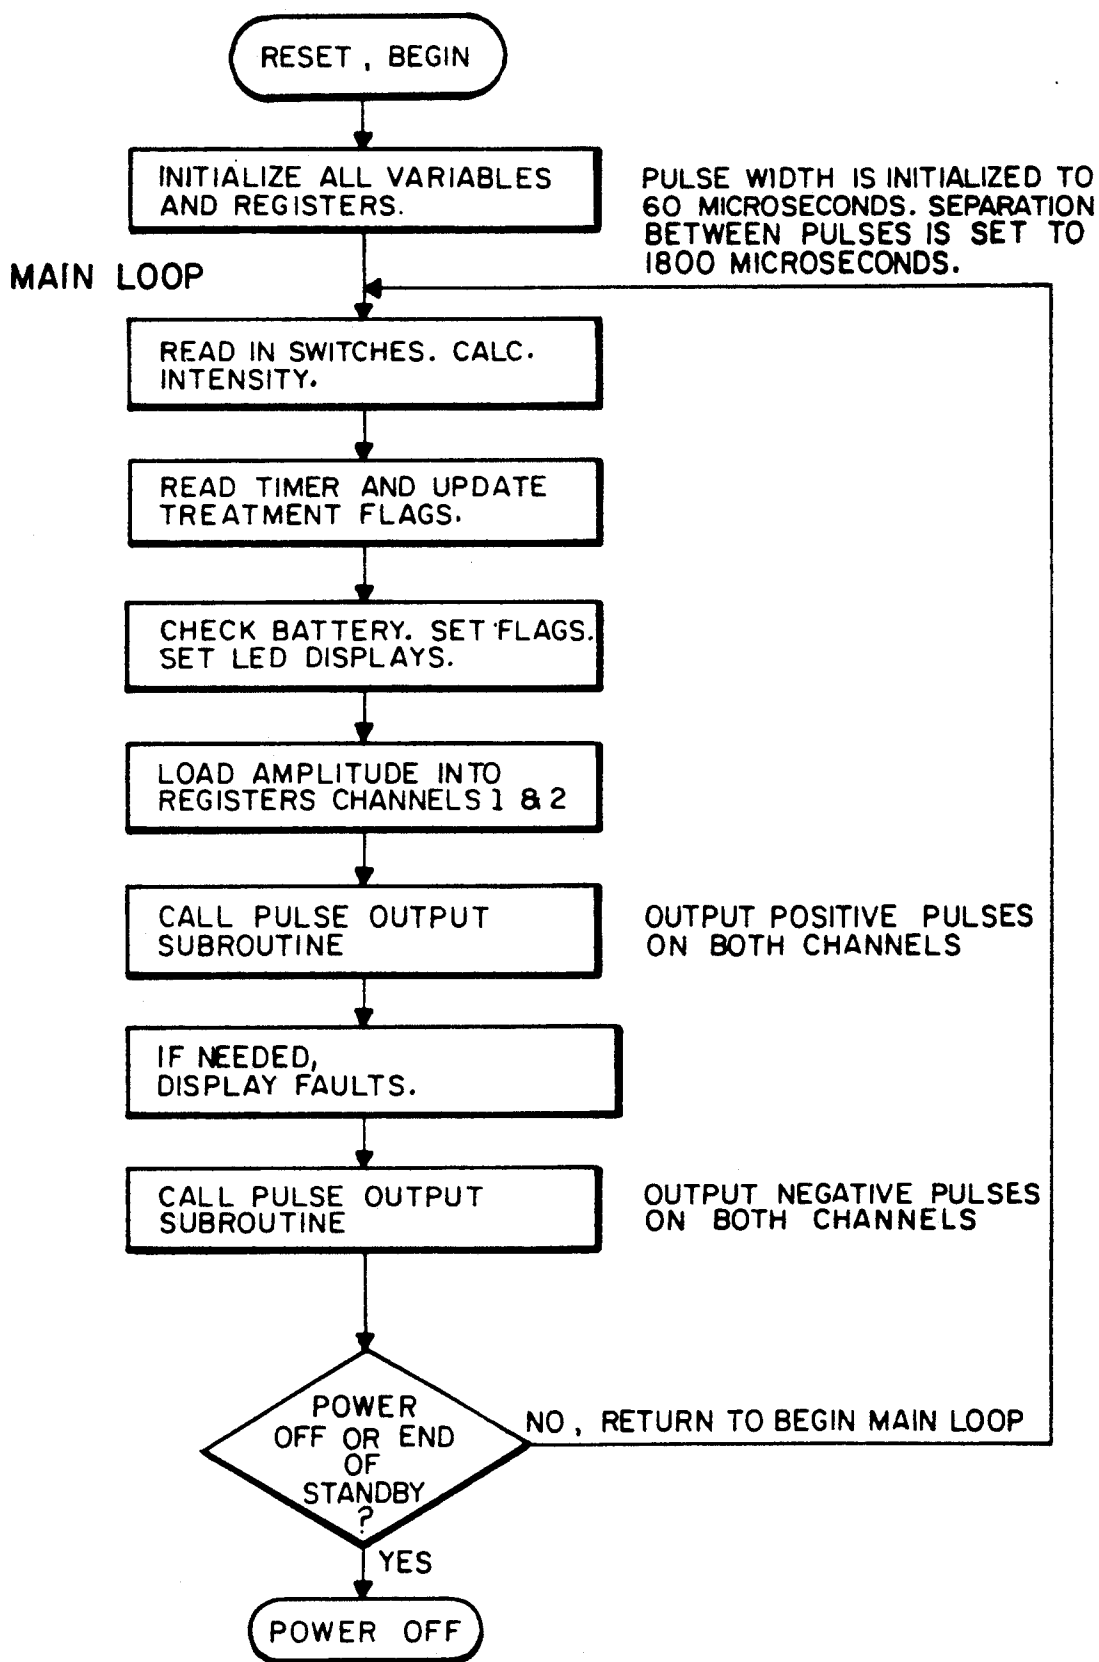 RESET, BEGIN
INITIALIZE ALL VARIABLES
AND REGISTERS.
PULSE WIDTH IS INITIALIZED TO
60 MICROSECONDS. SEPARATION
BETWEEN PULSES IS SET TO
1800 MICROSECONDS.
MAIN LOOP
READ IN SWITCHES. CALC.
INTENSITY.
READ TIMER AND UPDATE
TREATMENT FLAGS.
CHECK BATTERY. SET FLAGS.
SET LED DISPLAYS.
LOAD AMPLITUDE INTO
REGISTERS CHANNELS 1 & 2
CALL PULSE OUTPUT
SUBROUTINE
OUTPUT POSITIVE PULSES
ON BOTH CHANNELS
IF NEEDED,
DISPLAY FAULTS.
CALL PULSE OUTPUT
SUBROUTINE
OUTPUT NEGATIVE PULSES
ON BOTH CHANNELS
POWER
OFF OR END
OF
STANDBY
?
NO, RETURN TO BEGIN MAIN LOOP
YES
POWER OFF